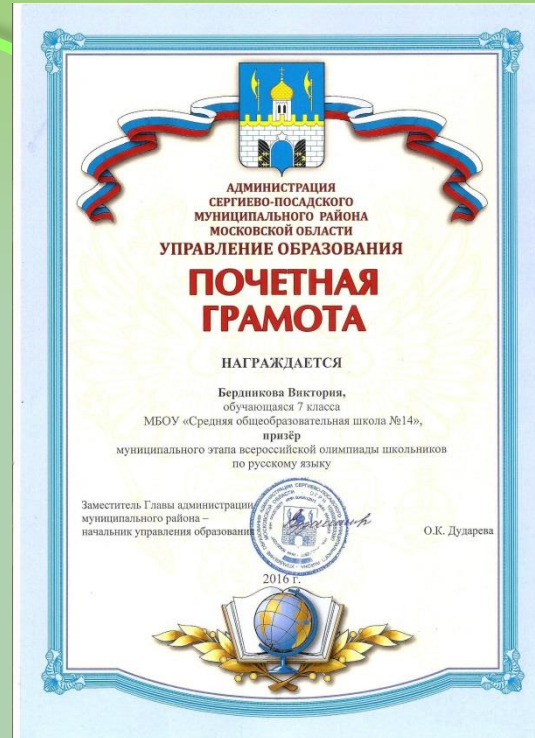 АДМИНИСТРАЦИЯ
СЕРГИЕВО-ПОСАДСКОГО
МУНИЦИПАЛЬНОГО РАЙОНА
МОСКОВСКОЙ ОБЛАСТИ
УПРАВЛЕНИЕ ОБРАЗОВАНИЯ
ПОЧЕТНАЯ
ГРАМОТА
НАГРАЖДАЕТСЯ
Бердникова Виктория,
обучающаяся 7 класса
МБОУ «Средняя общеобразовательная школа №14»,
призёр
муниципального этапа всероссийской олимпиады школьников
по русскому языку
Заместитель Главы администрации
муниципального района –
начальник управления образования
О.К. Дударева
2016 г.